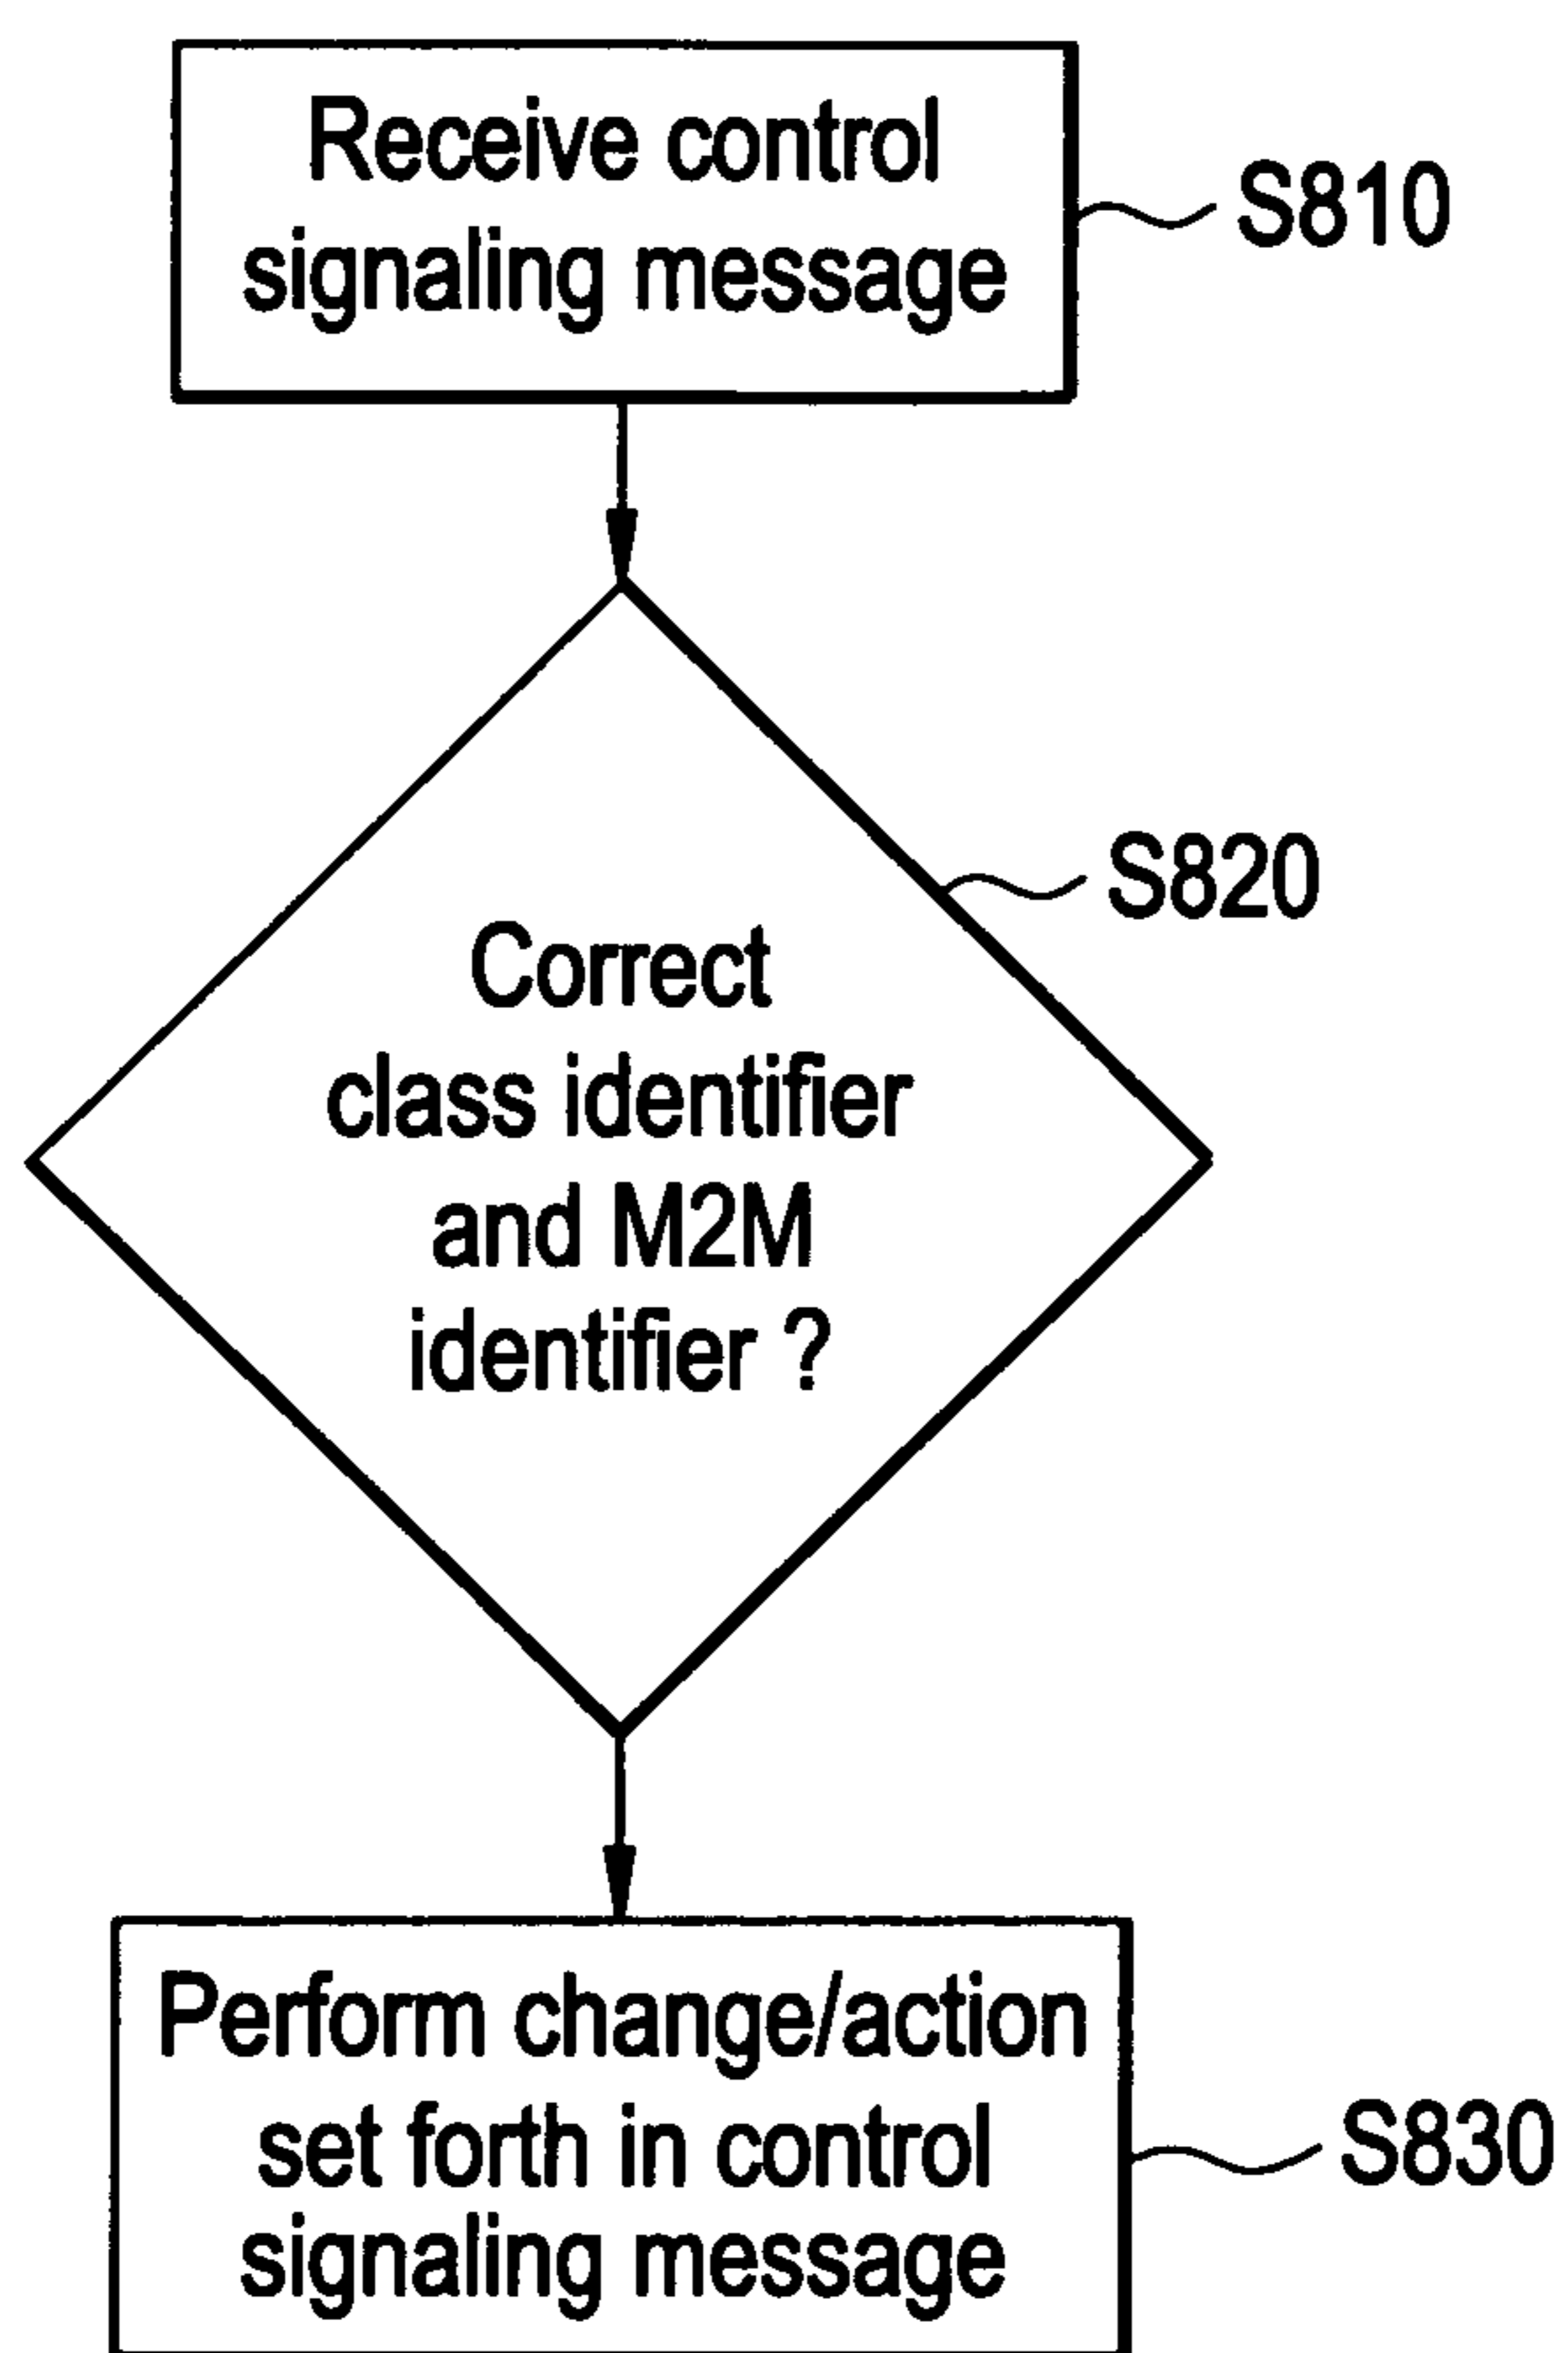 Receive control
signaling message
S810
S820
Correct
class identifier
and M2M
identifier ?
Perform change/action
set forth in control
signaling message
S830